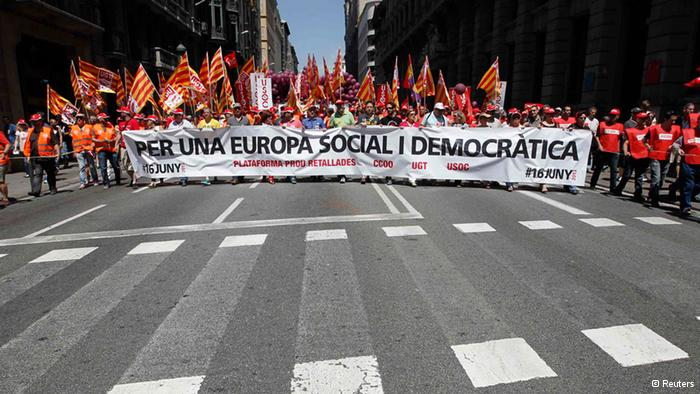 PER UNA EUROPA SOCIAL I DEMOCRÀTICA
PLATAFORMA PROU RETALLADES CCOO UGT USOC
#16JUNY #16JUNY
© Reuters